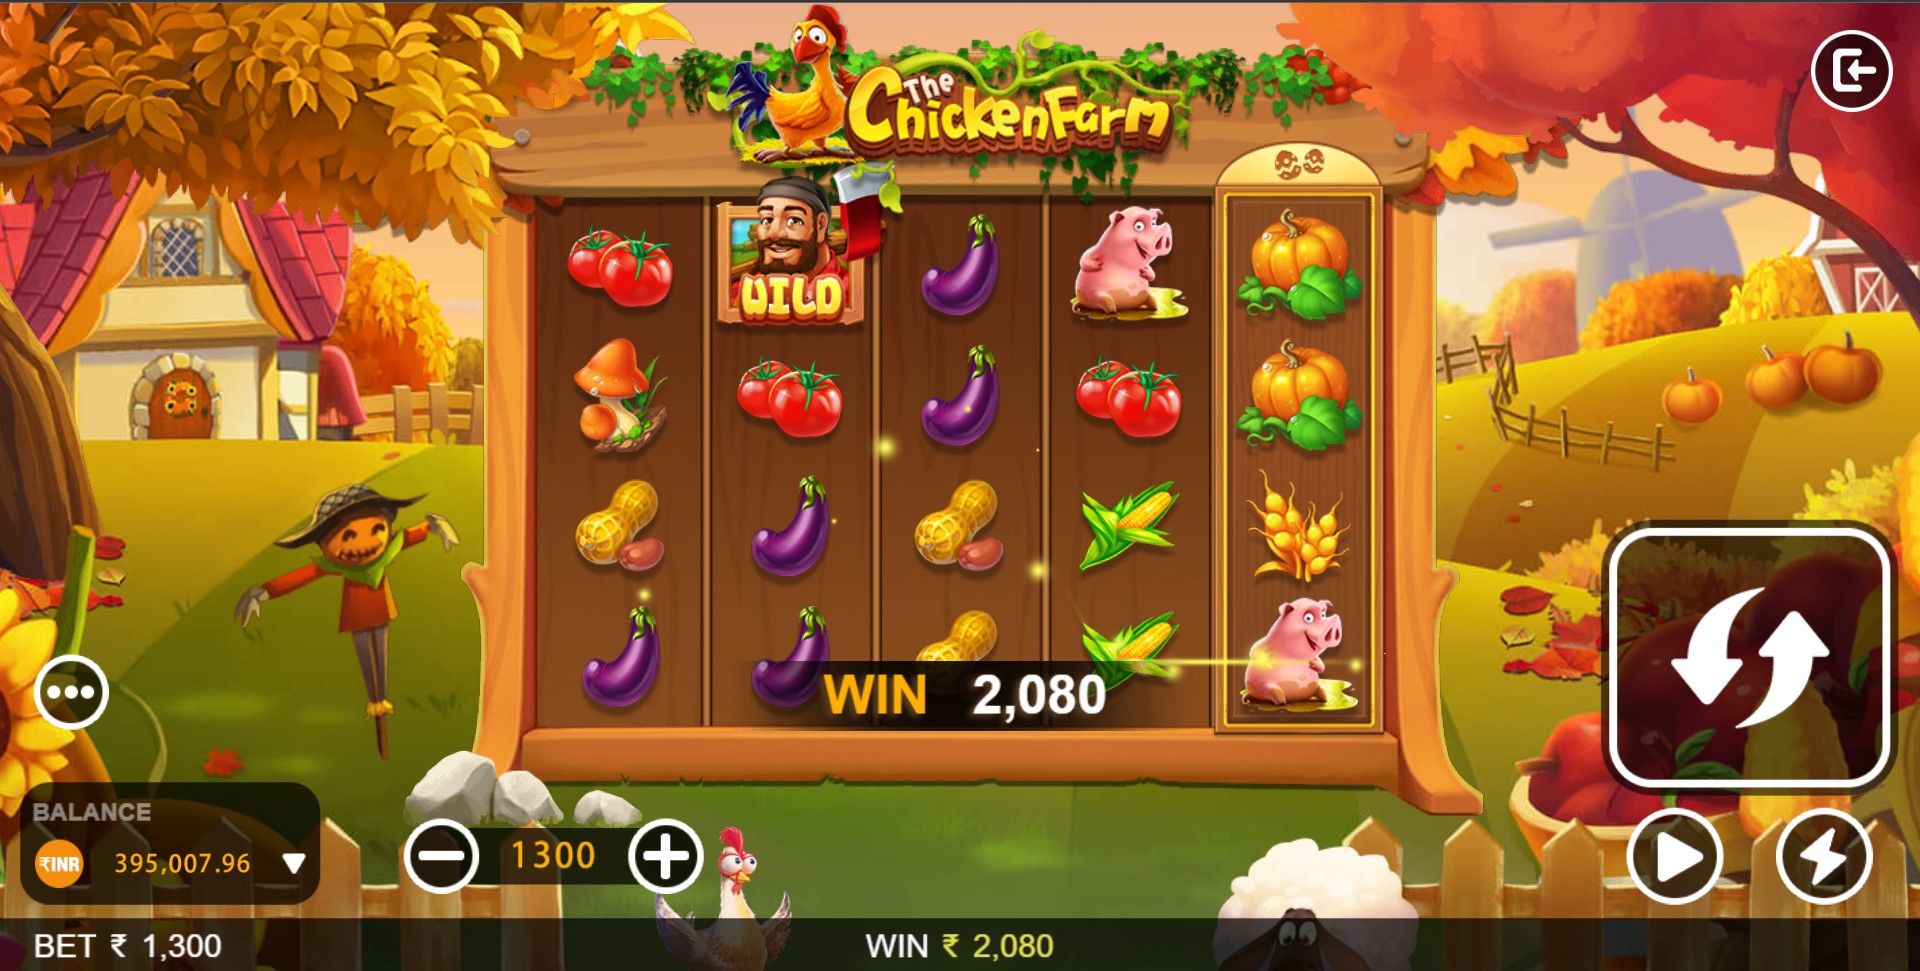 The
ChickenFarm
WILD
WIN 2,080
BALANCE
₹INR 395,007.96
1300
BET ₹ 1,300
WIN ₹ 2,080